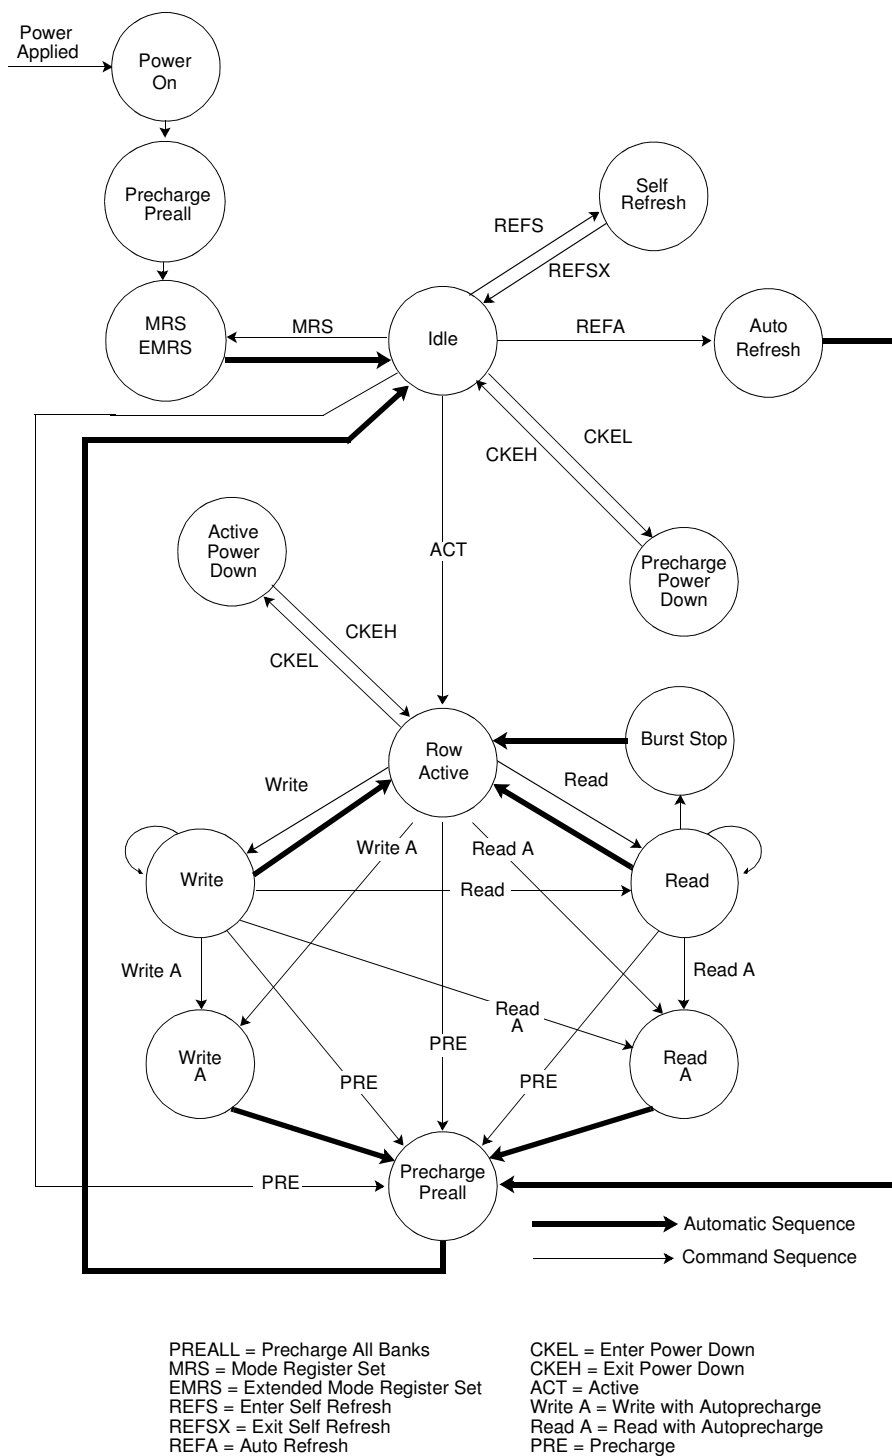 Power
Applied
Power
On
Precharge
Preall
Self
Refresh
REFS
REFSX
MRS
EMRS
MRS
Idle
REFA
Auto
Refresh
CKEL
CKEH
Active
Power
Down
ACT
Precharge
Power
Down
CKEH
CKEL
Row
Active
Burst Stop
Write
Read
Write A
Read A
Write
Read
Read
Write A
Read A
Read
A
Write
A
PRE
PRE
PRE
Read
A
Precharge
Preall
PRE
Automatic Sequence
Command Sequence
PREALL = Precharge All Banks
MRS = Mode Register Set
EMRS = Extended Mode Register Set
REFS = Enter Self Refresh
REFSX = Exit Self Refresh
REFA = Auto Refresh
CKEL = Enter Power Down
CKEH = Exit Power Down
ACT = Active
Write A = Write with Autoprecharge
Read A = Read with Autoprecharge
PRE = Precharge